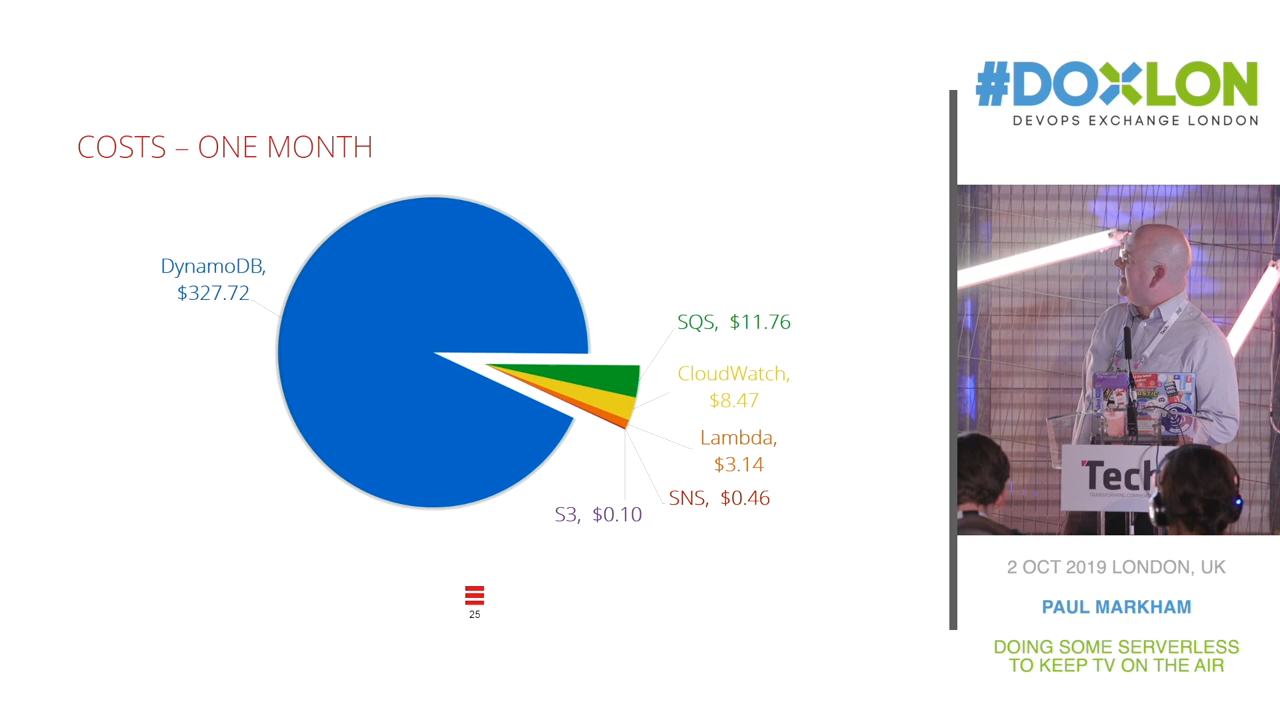 COSTS – ONE MONTH
DynamoDB,
$327.72
SQS, $11.76
CloudWatch,
$8.47
Lambda,
$3.14
SNS, $0.46
S3, $0.10
25
#DOXLON
DEVOPS EXCHANGE LONDON
Tech
2 OCT 2019 LONDON, UK
PAUL MARKHAM
DOING SOME SERVERLESS
TO KEEP TV ON THE AIR